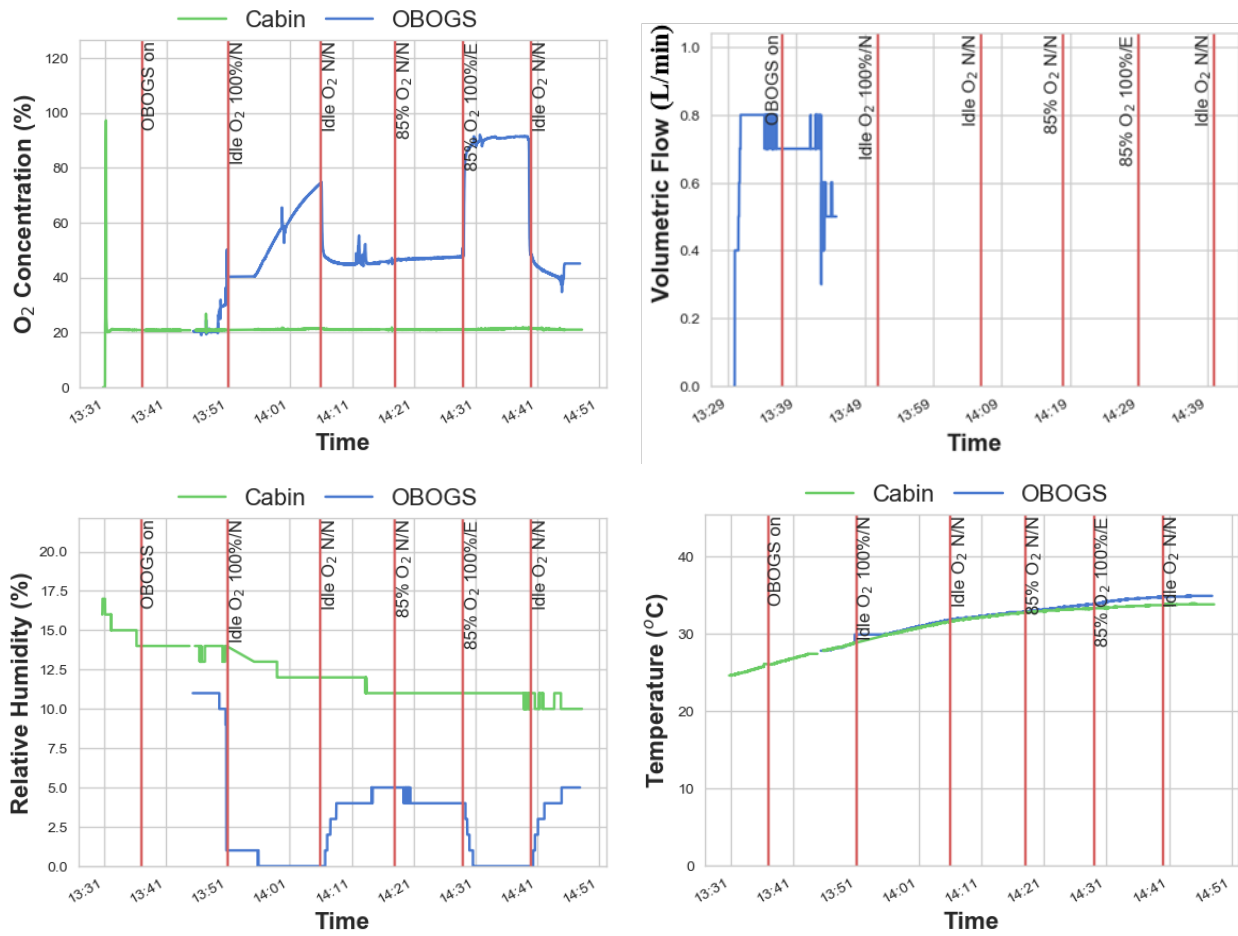 Cabin OBOGS
O₂ Concentration (%)
120
100
80
60
40
20
0
OBOGS on
Idle O₂ 100%/N
Idle O₂ N/N
85% O₂ N/N
85% O₂ 100%/E
Idle O₂ N/N
13:31 13:41 13:51 14:01 14:11 14:21 14:31 14:41 14:51
Time
Volumetric Flow (L/min)
1.0
0.8
0.6
0.4
0.2
0.0
OBOGS on
Idle O₂ 100%/N
Idle O₂ N/N
85% O₂ N/N
85% O₂ 100%/E
Idle O₂ N/N
13:29 13:39 13:49 13:59 14:09 14:19 14:29 14:39
Time
Cabin OBOGS
Relative Humidity (%)
20.0
17.5
15.0
12.5
10.0
7.5
5.0
2.5
0.0
OBOGS on
Idle O₂ 100%/N
Idle O₂ N/N
85% O₂ N/N
85% O₂ 100%/E
Idle O₂ N/N
13:31 13:41 13:51 14:01 14:11 14:21 14:31 14:41 14:51
Time
Cabin OBOGS
Temperature (°C)
40
30
20
10
0
OBOGS on
Idle O₂ 100%/N
Idle O₂ N/N
85% O₂ N/N
85% O₂ 100%/E
Idle O₂ N/N
13:31 13:41 13:51 14:01 14:11 14:21 14:31 14:41 14:51
Time